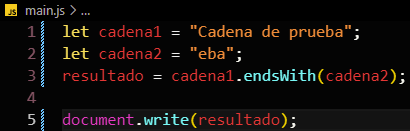 JS main.js > ...
1 let cadena1 = "Cadena de prueba";
2 let cadena2 = "eba";
3 resultado = cadena1.endsWith(cadena2);
4
5 document.write(resultado);